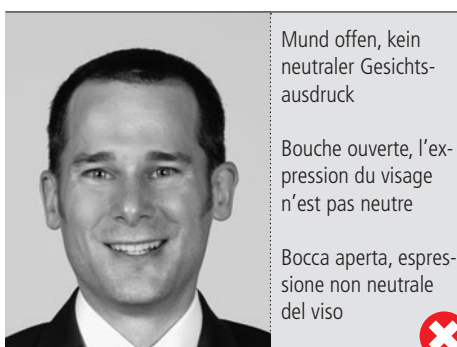 Mund offen, kein
neutraler Gesichts-
ausdruck
Bouche ouverte, l'ex-
pression du visage
n'est pas neutre
Bocca aperta, espres-
sione non neutrale
del viso